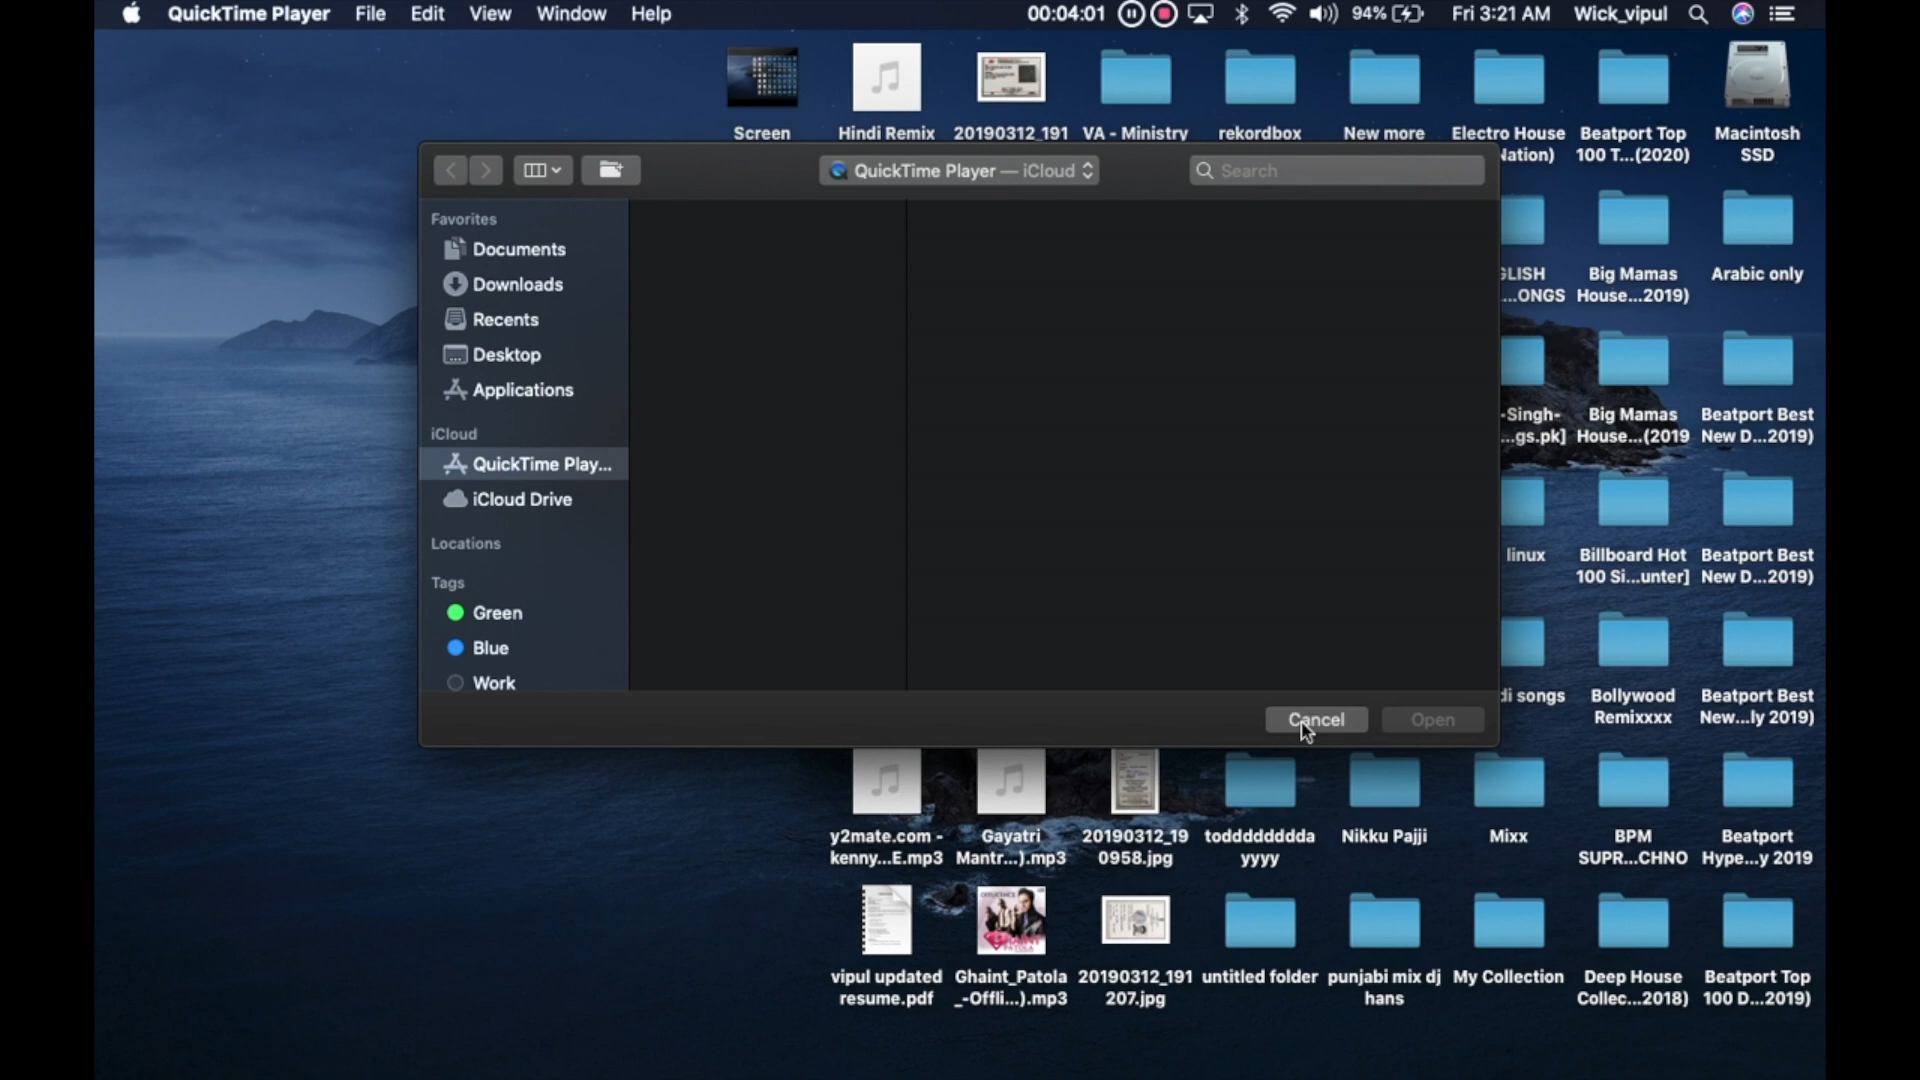 QuickTime Player File Edit View Window Help 00:04:01 94% Fri 3:21 AM Wick_vipul
Screen Hindi Remix 20190312_191 VA - Ministry rekordbox New more Electro House Beatport Top Macintosh
Nation) 100 T...(2020) SSD
QuickTime Player — iCloud Search
Favorites
Documents
Downloads
Recents
Desktop
Applications
iCloud
QuickTime Play...
iCloud Drive
Locations
Tags
Green
Blue
Work
Cancel Open
GLISH Big Mamas Arabic only
...ONGS House...2019)
-Singh- Big Mamas Beatport Best
...gs.pk] House...(2019 New D...2019)
linux Billboard Hot Beatport Best
100 Si...unter] New D...2019)
di songs Bollywood Beatport Best
Remixxxx New...ly 2019)
y2mate.com - Gayatri 20190312_19 todddddddda Nikku Pajji Mixx BPM Beatport
kenny...E.mp3 Mantr...).mp3 0958.jpg yyyy SUPR...CHNO Hype...y 2019
vipul updated Ghaint_Patola 20190312_191 untitled folder punjabi mix dj My Collection Deep House Beatport Top
resume.pdf _-Offli...).mp3 207.jpg hans Collec...2018) 100 D...2019)